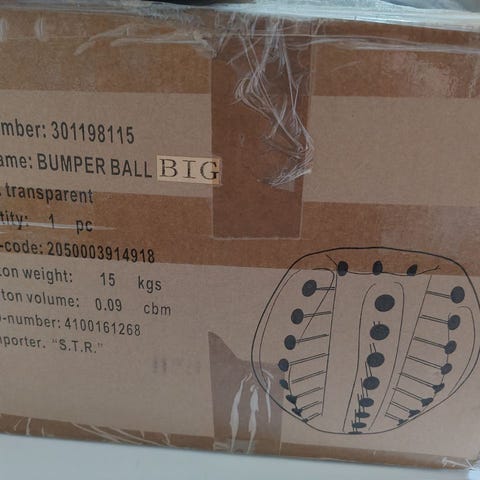 mber: 301198115
ame: BUMPER BALL BIG
. transparent
tity: 1 pc
-code: 2050003914918
ton weight: 15 kgs
ton volume: 0.09 cbm
-number: 4100161268
porter. "S.T.R."